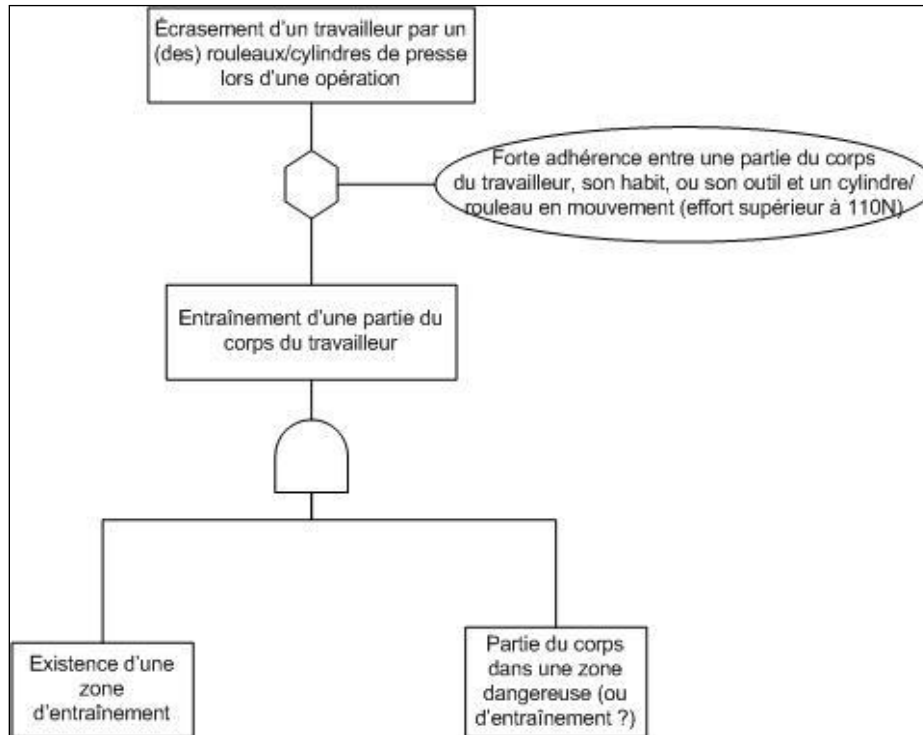 Écrasement d'un travailleur par un
(des) rouleaux/cylindres de presse
lors d'une opération
Forte adhérence entre une partie du corps
du travailleur, son habit, ou son outil et un cylindre/
rouleau en mouvement (effort supérieur à 110N)
Entraînement d'une partie du
corps du travailleur
Existence d'une
zone
d'entraînement
Partie du corps
dans une zone
dangereuse (ou
d'entraînement ?)